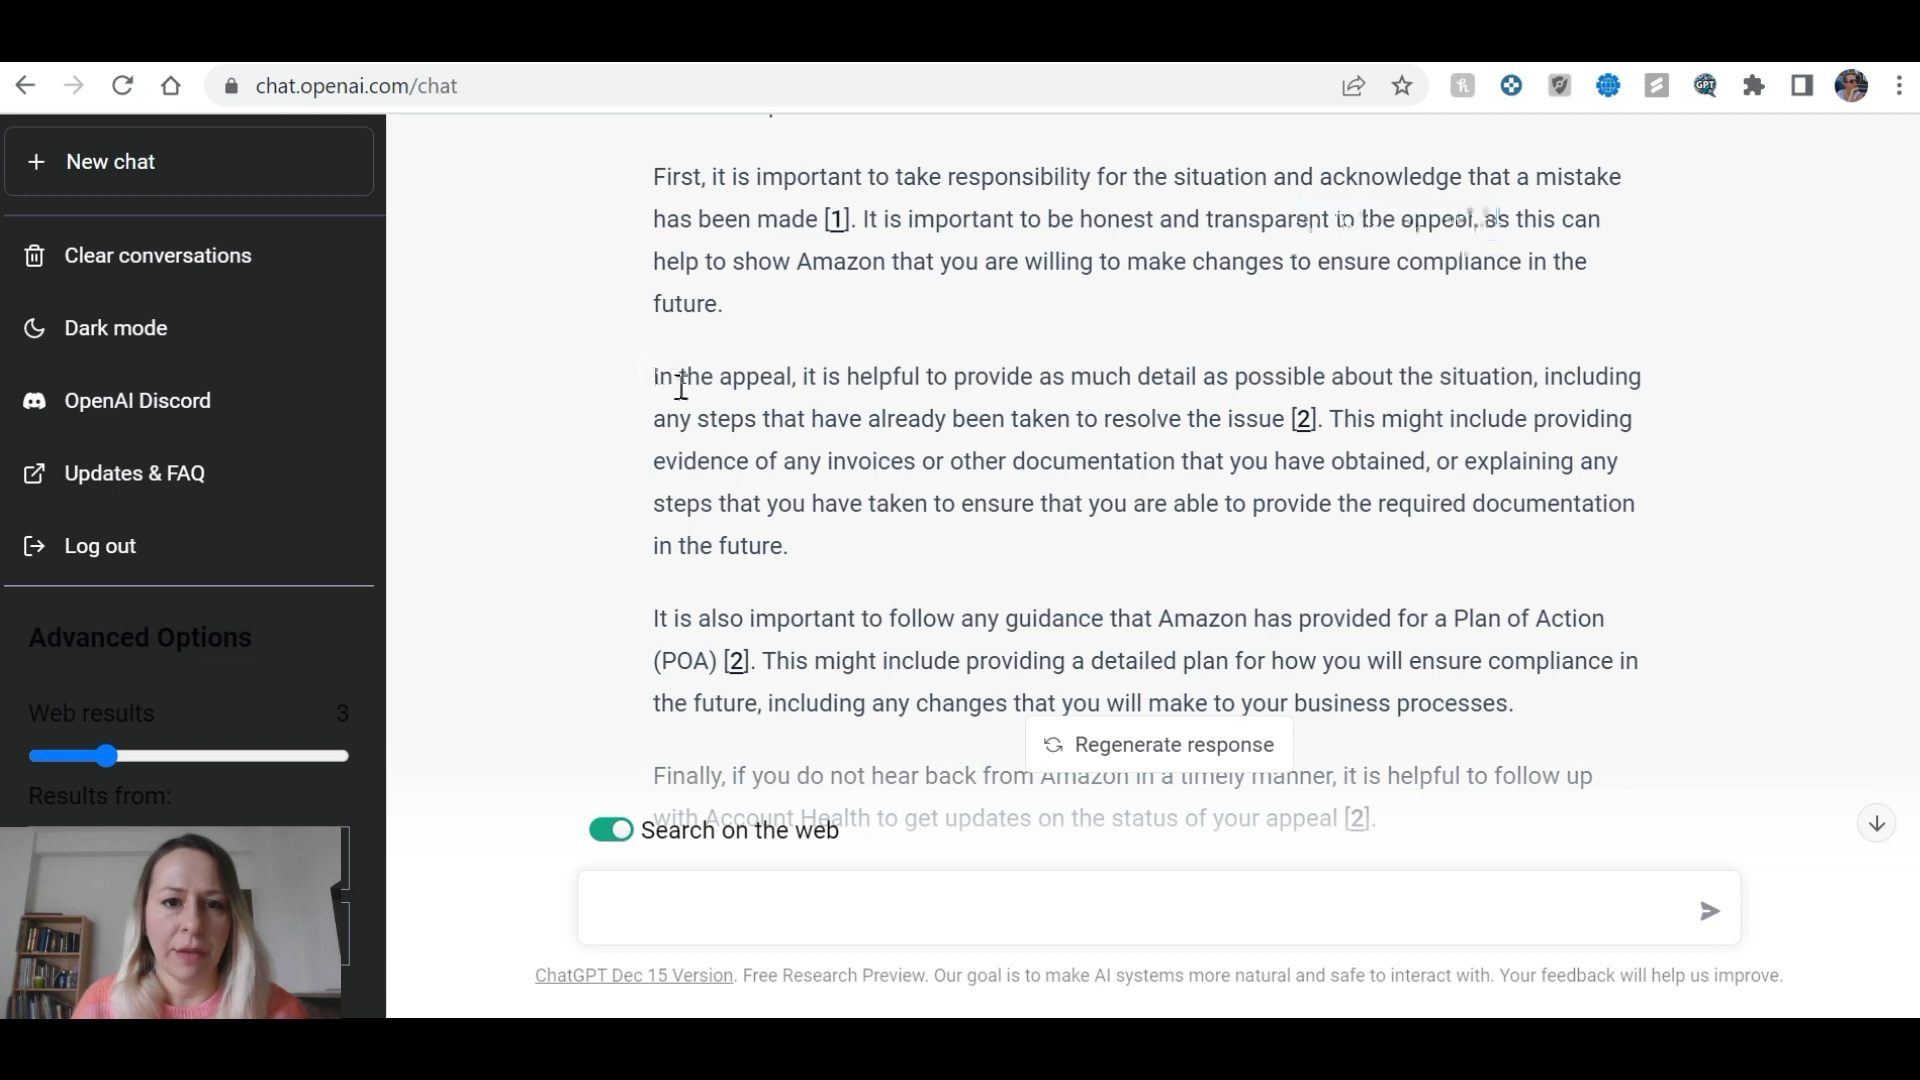 chat.openai.com/chat
New chat
Clear conversations
Dark mode
OpenAI Discord
Updates & FAQ
Log out
Advanced Options
Web results 3
Results from:
First, it is important to take responsibility for the situation and acknowledge that a mistake
has been made [1]. It is important to be honest and transparent to the appeal, as this can
help to show Amazon that you are willing to make changes to ensure compliance in the
future.
In the appeal, it is helpful to provide as much detail as possible about the situation, including
any steps that have already been taken to resolve the issue [2]. This might include providing
evidence of any invoices or other documentation that you have obtained, or explaining any
steps that you have taken to ensure that you are able to provide the required documentation
in the future.
It is also important to follow any guidance that Amazon has provided for a Plan of Action
(POA) [2]. This might include providing a detailed plan for how you will ensure compliance in
the future, including any changes that you will make to your business processes.
Regenerate response
Finally, if you do not hear back from Amazon in a timely manner, it is helpful to follow up
with Account Health to get updates on the status of your appeal [2].
Search on the web
ChatGPT Dec 15 Version. Free Research Preview. Our goal is to make AI systems more natural and safe to interact with. Your feedback will help us improve.